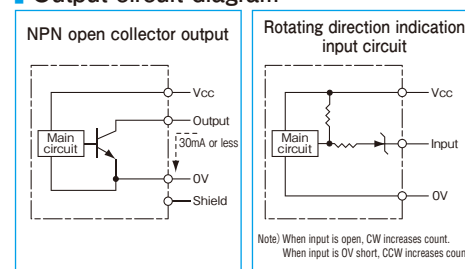 Output circuit diagram
NPN open collector output
Main
circuit
Vcc
Output
30mA or less
0V
Shield
Rotating direction indication
input circuit
Main
circuit
Vcc
Input
0V
Note) When input is open, CW increases count.
When input is 0V short, CCW increases coun